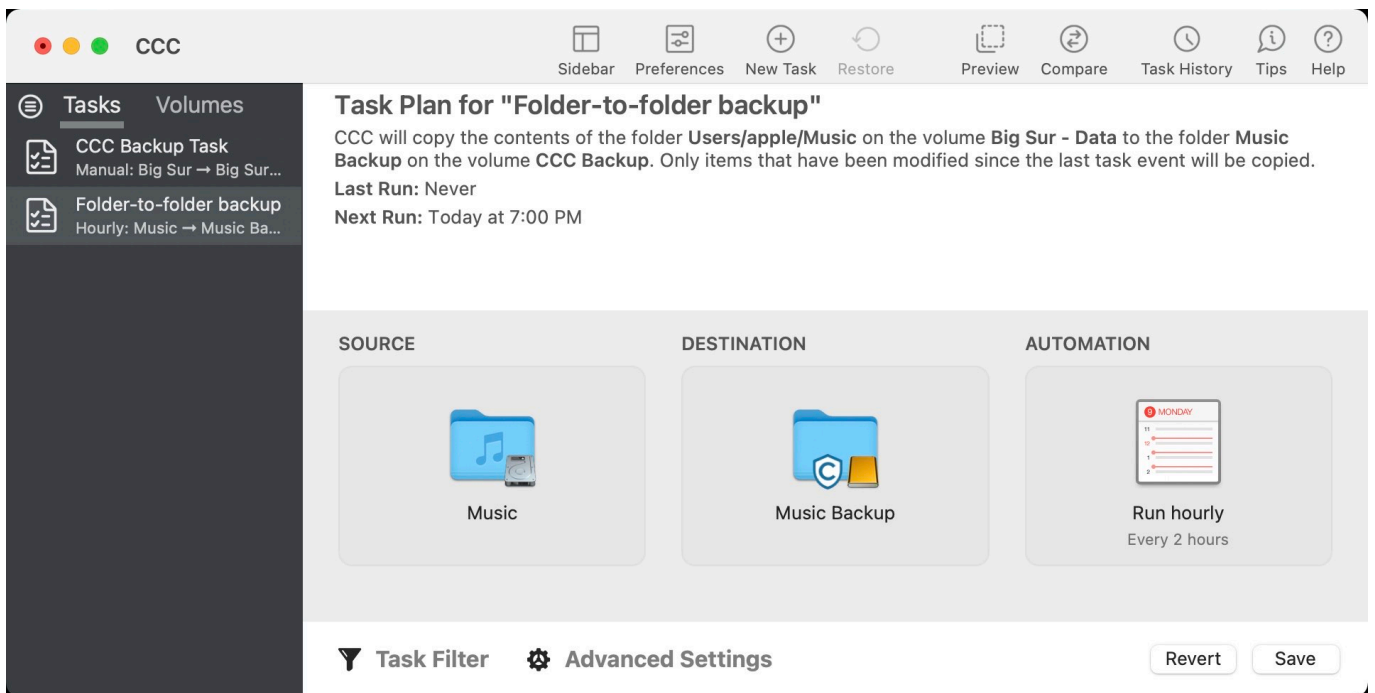 CCC
Sidebar
Preferences
New Task
Restore
Preview
Compare
Task History
Tips
Help
Tasks
Volumes
CCC Backup Task
Manual: Big Sur → Big Sur...
Folder-to-folder backup
Hourly: Music → Music Ba...
Task Plan for "Folder-to-folder backup"
CCC will copy the contents of the folder Users/apple/Music on the volume Big Sur - Data to the folder Music
Backup on the volume CCC Backup. Only items that have been modified since the last task event will be copied.
Last Run: Never
Next Run: Today at 7:00 PM
SOURCE
Music
DESTINATION
Music Backup
AUTOMATION
9 MONDAY
11
12
1
2
Run hourly
Every 2 hours
Task Filter
Advanced Settings
Revert
Save